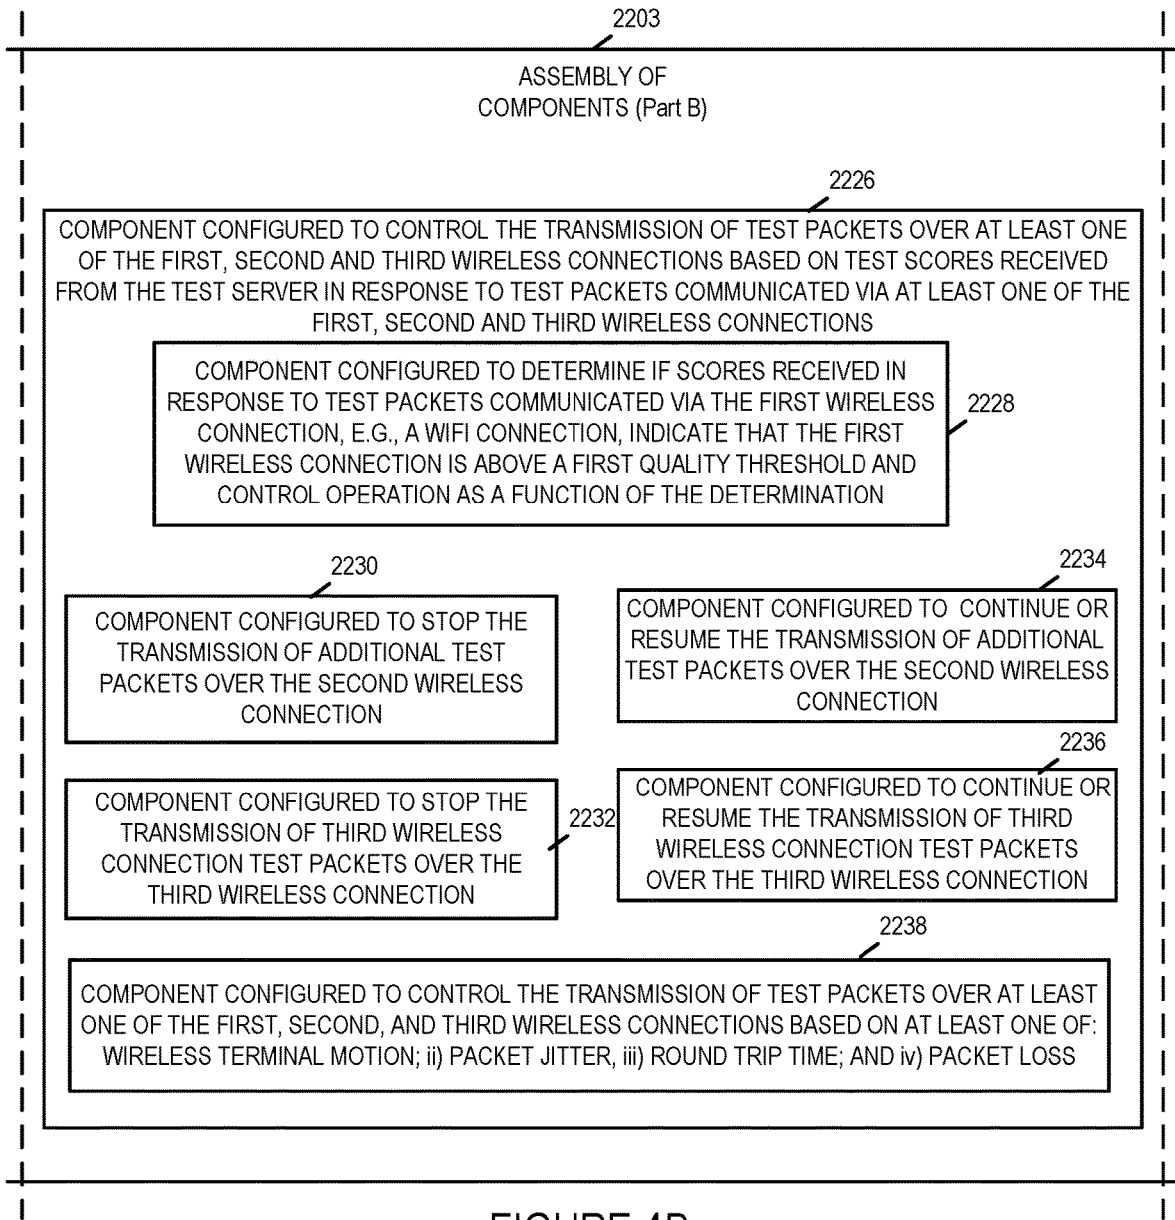 2203
ASSEMBLY OF
COMPONENTS (Part B)
2226
COMPONENT CONFIGURED TO CONTROL THE TRANSMISSION OF TEST PACKETS OVER AT LEAST ONE
OF THE FIRST, SECOND AND THIRD WIRELESS CONNECTIONS BASED ON TEST SCORES RECEIVED
FROM THE TEST SERVER IN RESPONSE TO TEST PACKETS COMMUNICATED VIA AT LEAST ONE OF THE
FIRST, SECOND AND THIRD WIRELESS CONNECTIONS
COMPONENT CONFIGURED TO DETERMINE IF SCORES RECEIVED IN
RESPONSE TO TEST PACKETS COMMUNICATED VIA THE FIRST WIRELESS
CONNECTION, E.G., A WIFI CONNECTION, INDICATE THAT THE FIRST
WIRELESS CONNECTION IS ABOVE A FIRST QUALITY THRESHOLD AND
CONTROL OPERATION AS A FUNCTION OF THE DETERMINATION
2228
2230
COMPONENT CONFIGURED TO STOP THE
TRANSMISSION OF ADDITIONAL TEST
PACKETS OVER THE SECOND WIRELESS
CONNECTION
2234
COMPONENT CONFIGURED TO CONTINUE OR
RESUME THE TRANSMISSION OF ADDITIONAL
TEST PACKETS OVER THE SECOND WIRELESS
CONNECTION
COMPONENT CONFIGURED TO STOP THE
TRANSMISSION OF THIRD WIRELESS
CONNECTION TEST PACKETS OVER THE
THIRD WIRELESS CONNECTION
2232
2236
COMPONENT CONFIGURED TO CONTINUE OR
RESUME THE TRANSMISSION OF THIRD
WIRELESS CONNECTION TEST PACKETS
OVER THE THIRD WIRELESS CONNECTION
2238
COMPONENT CONFIGURED TO CONTROL THE TRANSMISSION OF TEST PACKETS OVER AT LEAST
ONE OF THE FIRST, SECOND, AND THIRD WIRELESS CONNECTIONS BASED ON AT LEAST ONE OF:
WIRELESS TERMINAL MOTION; ii) PACKET JITTER, iii) ROUND TRIP TIME; AND iv) PACKET LOSS
FIGURE 4B